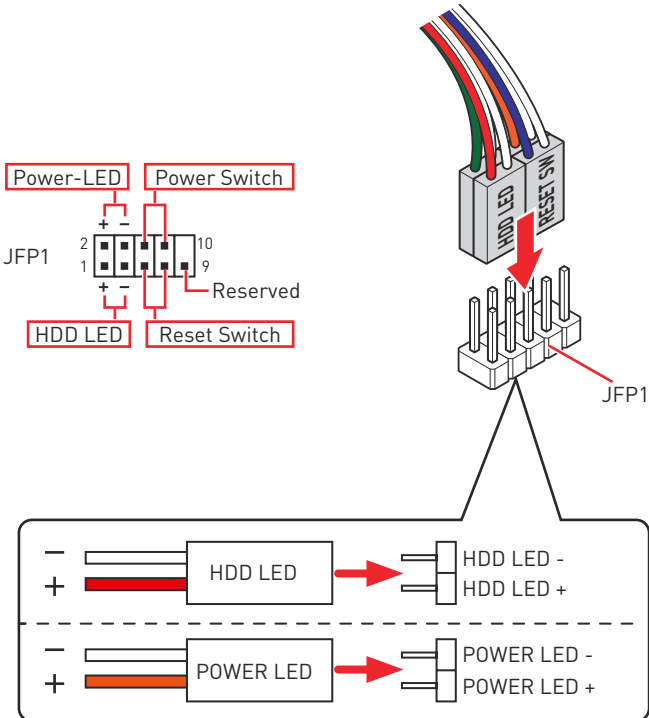 Power-LED Power Switch
+ −
2 10
JFP1
1 9
+ − Reserved
HDD LED Reset Switch
HDD LED
RESET SW
JFP1
− HDD LED HDD LED -
+ HDD LED +
− POWER LED POWER LED -
+ POWER LED +